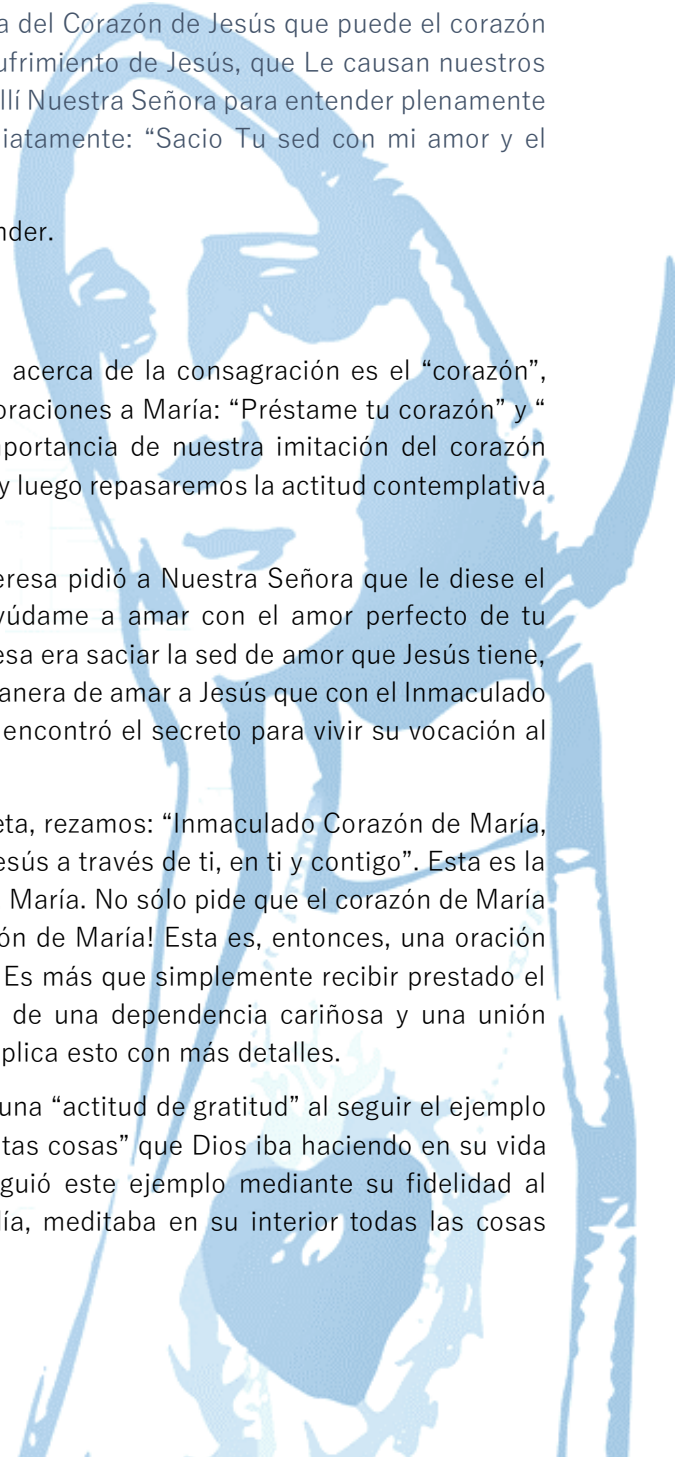 a del Corazón de Jesús que puede el corazón
ufrimiento de Jesús, que Le causan nuestros
llí Nuestra Señora para entender plenamente
iatamente: “Sacio Tu sed con mi amor y el
nder.
acerca de la consagración es el “corazón”,
oraciones a María: “Préstame tu corazón” y “
mportancia de nuestra imitación del corazón
y luego repasaremos la actitud contemplativa
eresa pidió a Nuestra Señora que le diese el
yúdame a amar con el amor perfecto de tu
esa era saciar la sed de amor que Jesús tiene,
manera de amar a Jesús que con el Inmaculado
encontró el secreto para vivir su vocación al
eta, rezamos: “Inmaculado Corazón de María,
esús a través de ti, en ti y contigo”. Esta es la
María. No sólo pide que el corazón de María
ón de María! Esta es, entonces, una oración
Es más que simplemente recibir prestado el
de una dependencia cariñosa y una unión
plica esto con más detalles.
una “actitud de gratitud” al seguir el ejemplo
tas cosas” que Dios iba haciendo en su vida
guió este ejemplo mediante su fidelidad al
día, meditaba en su interior todas las cosas